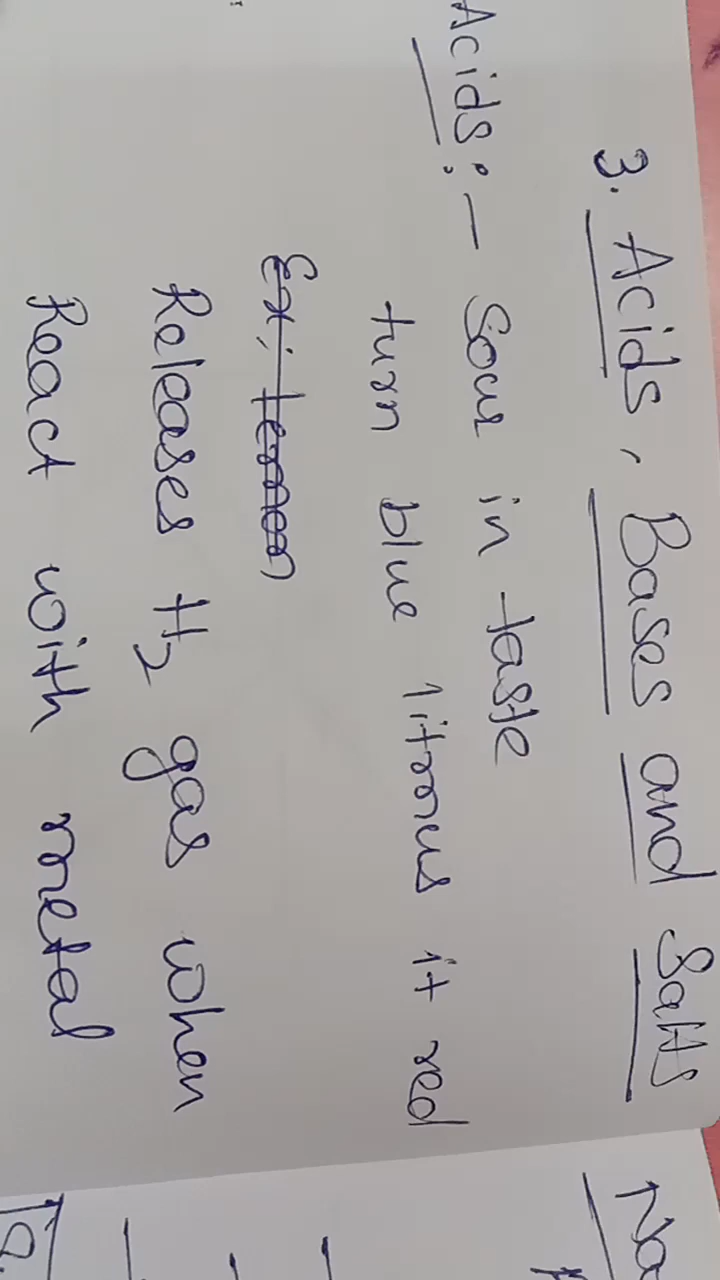 3. Acids, Bases and Salts
Acids:- Sour in taste
turn blue litmus it red
Ex:
Releases H₂ gas when
React with metal
No